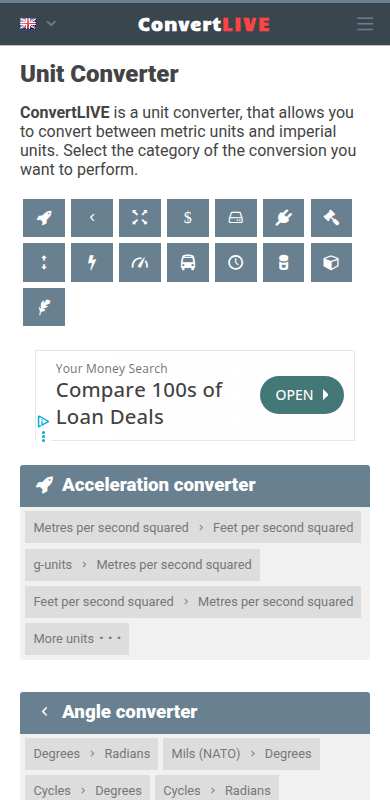 ConvertLIVE
Unit Converter
ConvertLIVE is a unit converter, that allows you
to convert between metric units and imperial
units. Select the category of the conversion you
want to perform.
$
Your Money Search
Compare 100s of
Loan Deals
OPEN
Acceleration converter
Metres per second squared › Feet per second squared
g-units › Metres per second squared
Feet per second squared › Metres per second squared
More units • • •
Angle converter
Degrees › Radians Mils (NATO) › Degrees
Cycles › Degrees Cycles › Radians